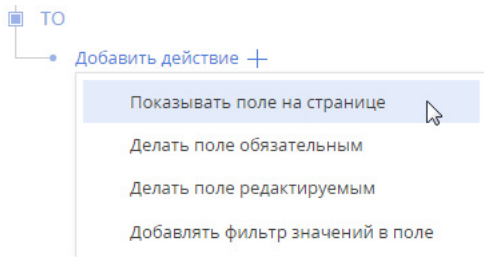 ТО
Добавить действие
Показывать поле на странице
Делать поле обязательным
Делать поле редактируемым
Добавлять фильтр значений в поле